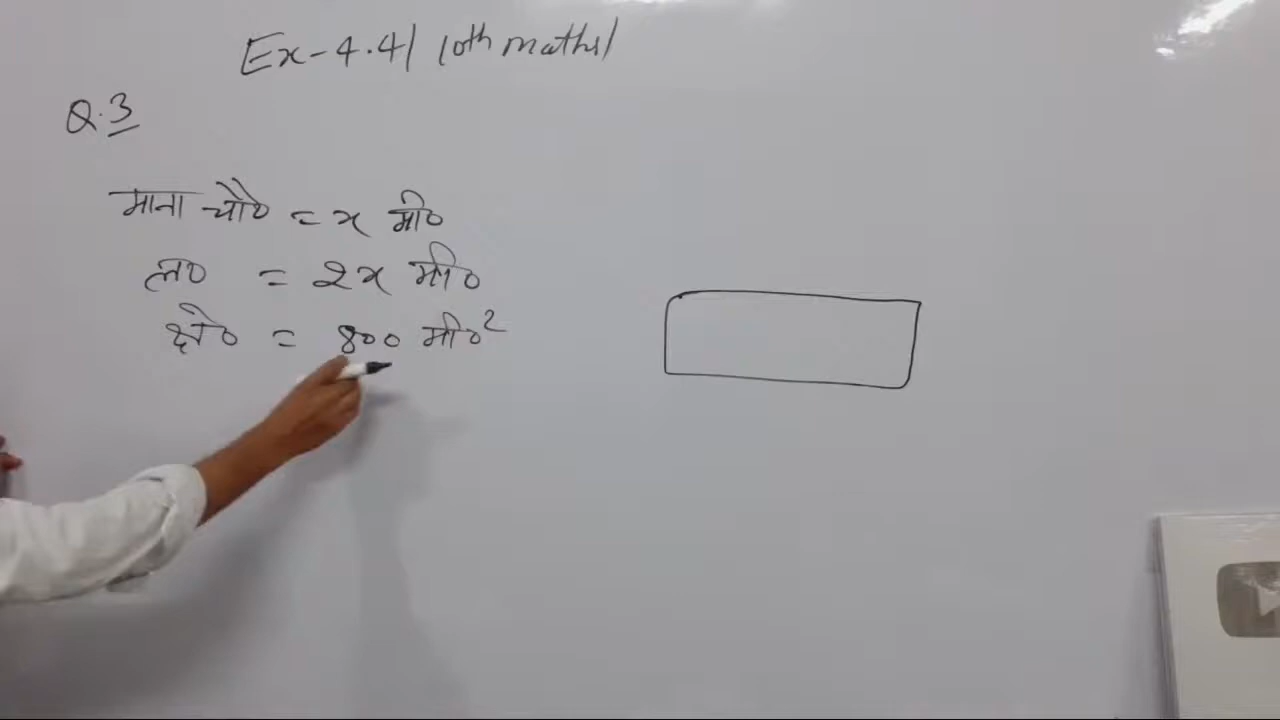 Ex-4.4| 10th maths|
Q.3
माना चौ० = x मी०
ल० = 2x मी०
क्षे० = 800 मी०²